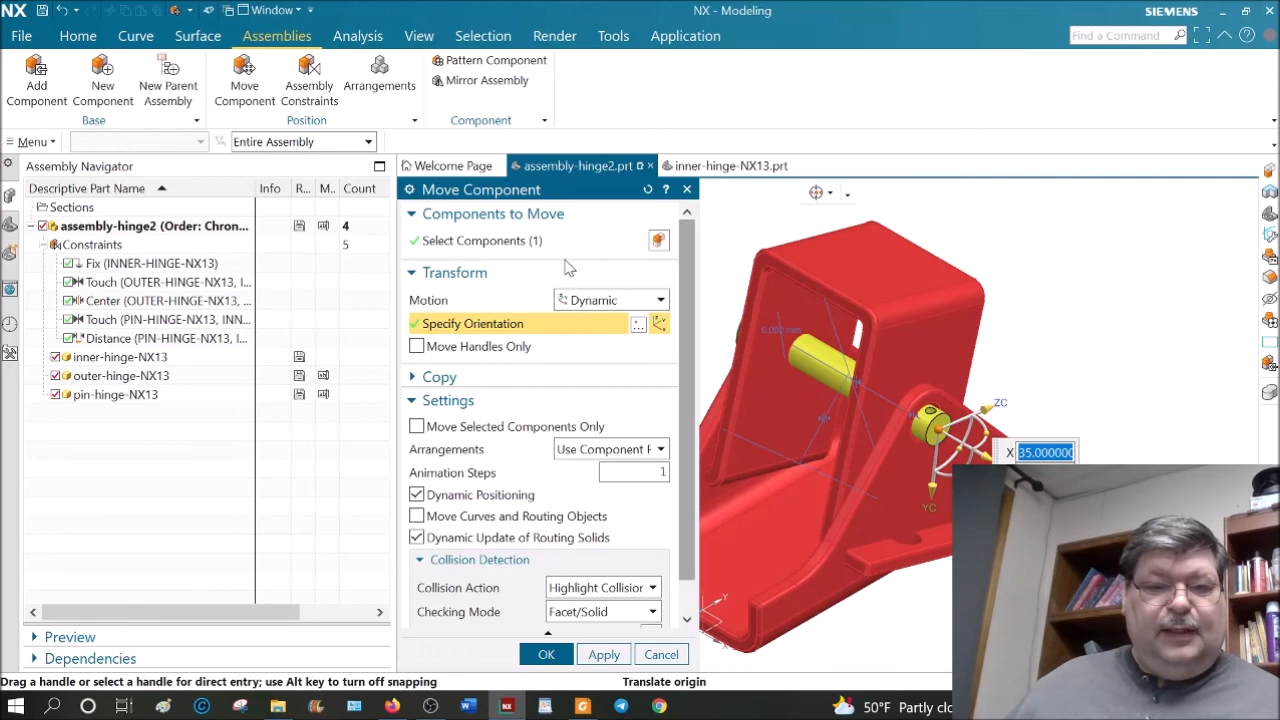 NX Window NX - Modeling SIEMENS
File Home Curve Surface Assemblies Analysis View Selection Render Tools Application Find a Command
Add Component
New Component
New Parent Assembly
Move Component
Assembly Constraints
Arrangements
Pattern Component
Mirror Assembly
Base Position Component
Menu Entire Assembly
Assembly Navigator
Welcome Page assembly-hinge2.prt inner-hinge-NX13.prt
Descriptive Part Name Info R... M.. Count
Sections
assembly-hinge2 (Order: Chron... 4
Constraints 5
Fix (INNER-HINGE-NX13)
Touch (OUTER-HINGE-NX13, I...
Center (OUTER-HINGE-NX13, ...
Touch (PIN-HINGE-NX13, INN...
Distance (PIN-HINGE-NX13, I...
inner-hinge-NX13
outer-hinge-NX13
pin-hinge-NX13
Preview
Dependencies
Move Component
Components to Move
Select Components (1)
Transform
Motion Dynamic
Specify Orientation
Move Handles Only
Copy
Settings
Move Selected Components Only
Arrangements Use Component F
Animation Steps 1
Dynamic Positioning
Move Curves and Routing Objects
Dynamic Update of Routing Solids
Collision Detection
Collision Action Highlight Collision
Checking Mode Facet/Solid
OK Apply Cancel
0.000 mm
ZC
YC
X 35.000000
Y
X
Drag a handle or select a handle for direct entry; use Alt key to turn off snapping Translate origin
50°F Partly clo